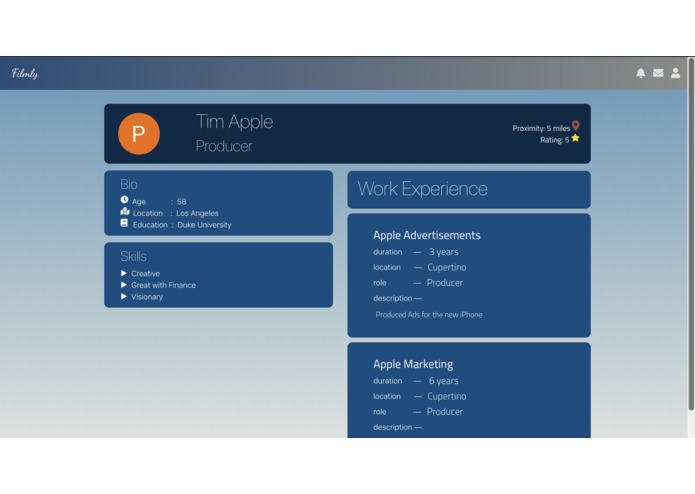 Filmly
P
Tim Apple
Producer
Proximity: 5 miles
Rating: 5
Bio
Age : 58
Location : Los Angeles
Education : Duke University
Skills
Creative
Great with Finance
Visionary
Work Experience
Apple Advertisements
duration — 3 years
location — Cupertino
role — Producer
description —
Produced Ads for the new iPhone
Apple Marketing
duration — 6 years
location — Cupertino
role — Producer
description —